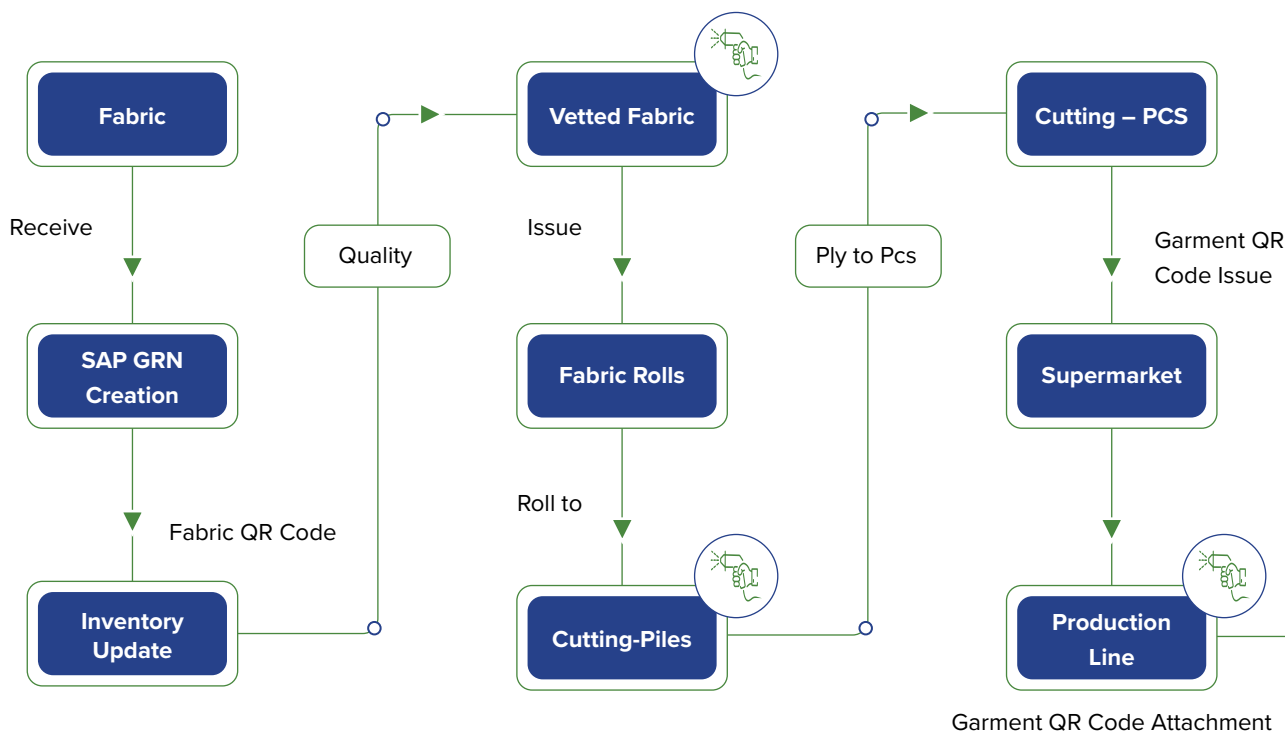 Fabric
Receive
SAP GRN
Creation
Fabric QR Code
Inventory
Update
Quality
Vetted Fabric
Issue
Fabric Rolls
Roll to
Cutting-Piles
Ply to Pcs
Cutting – PCS
Garment QR
Code Issue
Supermarket
Production
Line
Garment QR Code Attachment